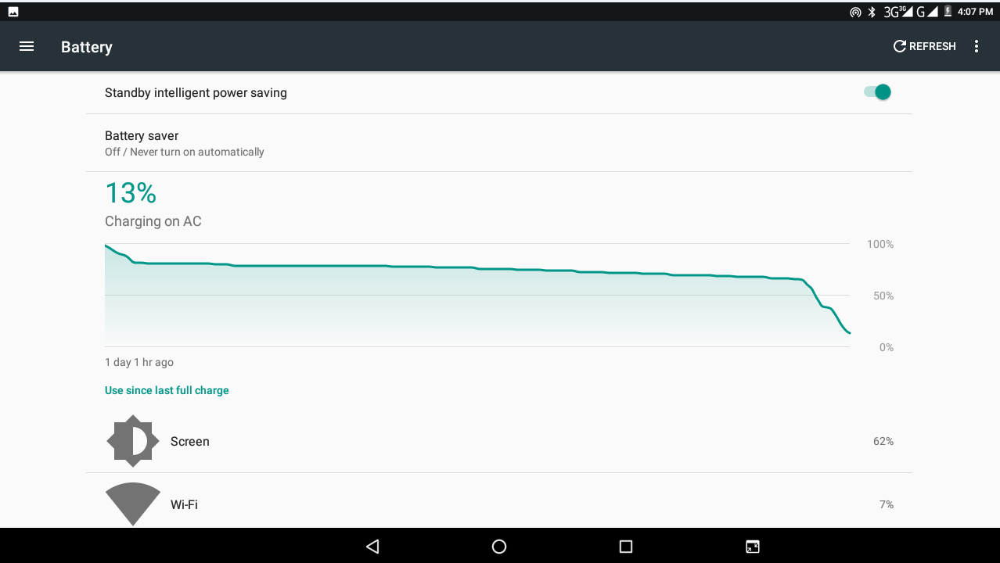 3G 3G G 4:07 PM
Battery REFRESH
Standby intelligent power saving
Battery saver
Off / Never turn on automatically
13%
Charging on AC
100%
50%
0%
1 day 1 hr ago
Use since last full charge
Screen 62%
Wi-Fi 7%